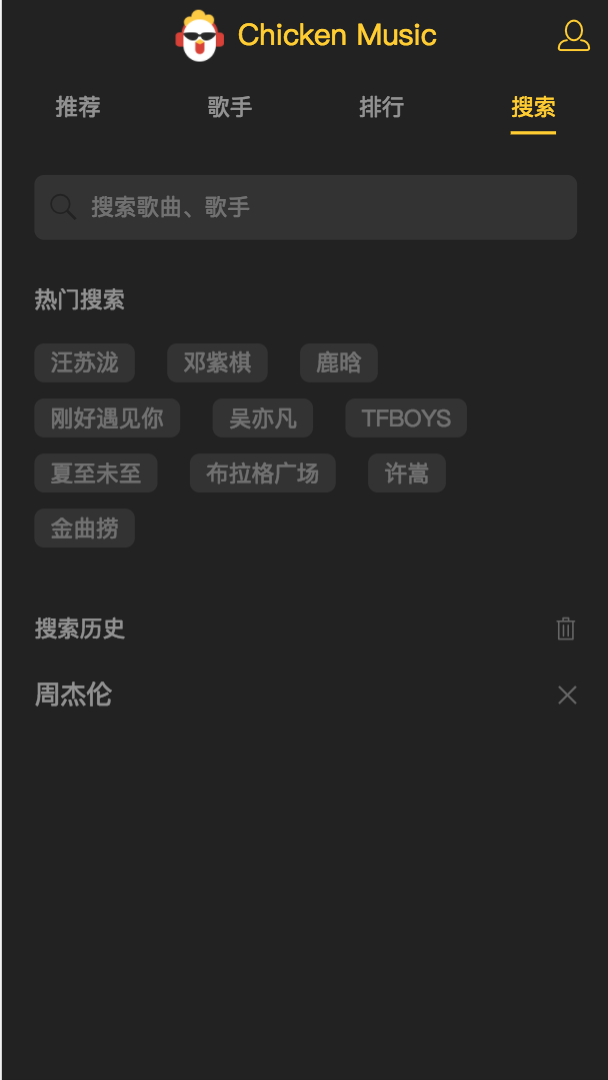 Chicken Music
推荐 歌手 排行 搜索
搜索歌曲、歌手
热门搜索
汪苏泷 邓紫棋 鹿晗
刚好遇见你 吴亦凡 TFBOYS
夏至未至 布拉格广场 许嵩
金曲捞
搜索历史
周杰伦